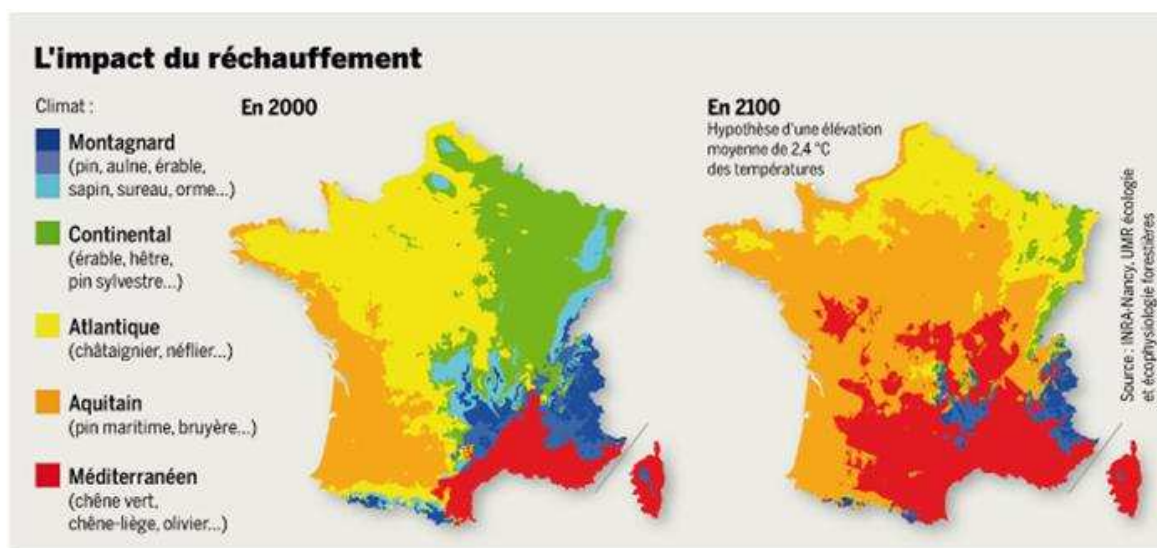 L'impact du réchauffement
Climat :
Montagnard
(pin, aulne, érable,
sapin, sureau, orme...)
Continental
(érable, hêtre,
pin sylvestre...)
Atlantique
(châtaignier, néflier...)
Aquitain
(pin maritime, bruyère...)
Méditerranéen
(chêne vert,
chêne-liège, olivier...)
En 2000
En 2100
Hypothèse d'une élévation
moyenne de 2,4 °C
des températures
Source : INRA-Nancy, UMR écologie
et écophysiologie forestières